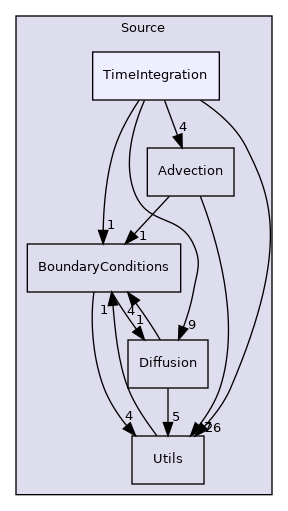 Source
TimeIntegration
4
Advection
1
1
BoundaryConditions
9
1
4
1
Diffusion
4
5
26
Utils